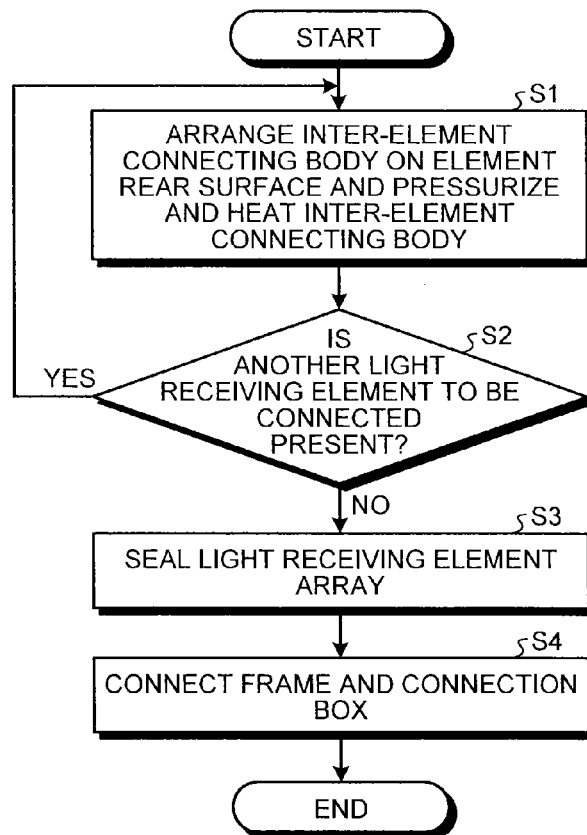 START
S1
ARRANGE INTER-ELEMENT
CONNECTING BODY ON ELEMENT
REAR SURFACE AND PRESSURIZE
AND HEAT INTER-ELEMENT
CONNECTING BODY
S2
IS
ANOTHER LIGHT
RECEIVING ELEMENT TO BE
CONNECTED
PRESENT?
YES
NO
S3
SEAL LIGHT RECEIVING ELEMENT
ARRAY
S4
CONNECT FRAME AND CONNECTION
BOX
END